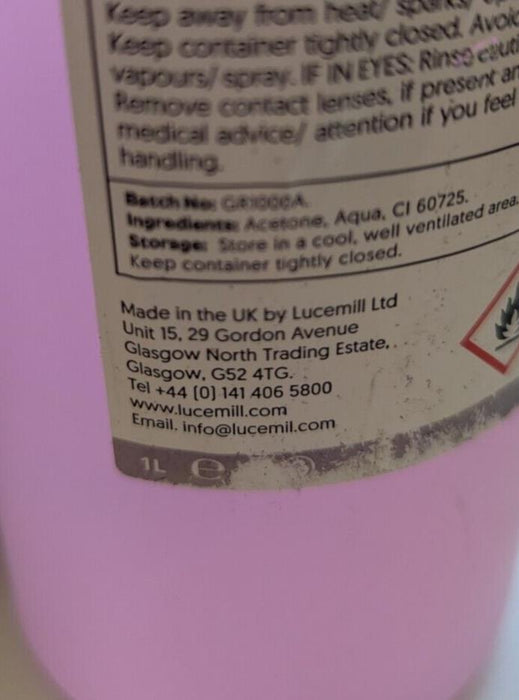 Keep away from heat/ sparks/
Keep container tightly closed. Avoid
vapours/ spray. IF IN EYES: Rinse
Remove contact lenses, if present
medical advice/ attention if you feel
handling.
Batch No:
Ingredients: Acetone, Aqua, CI 60725.
Storage: Store in a cool, well ventilated area.
Keep container tightly closed.
Made in the UK by Lucemill Ltd
Unit 15, 29 Gordon Avenue
Glasgow North Trading Estate,
Glasgow, G52 4TG.
Tel +44 (0) 141 406 5800
www.lucemill.com
Email. info@lucemil.com
1L e